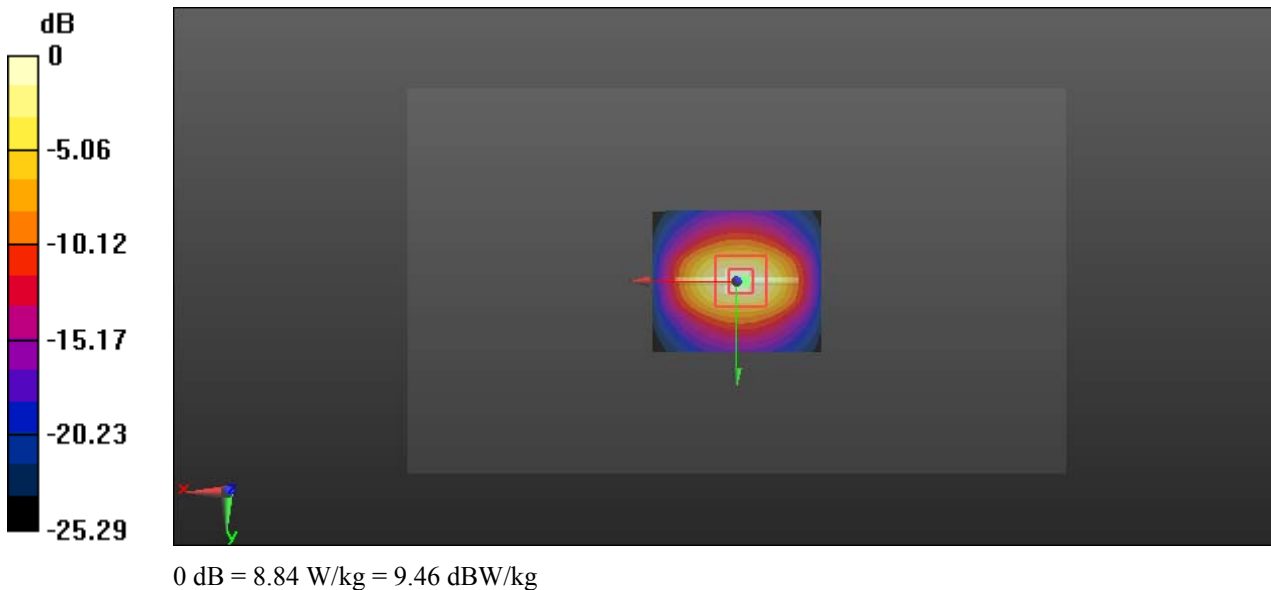 dB
0
-5.06
-10.12
-15.17
-20.23
-25.29
x
z
y
0 dB = 8.84 W/kg = 9.46 dBW/kg